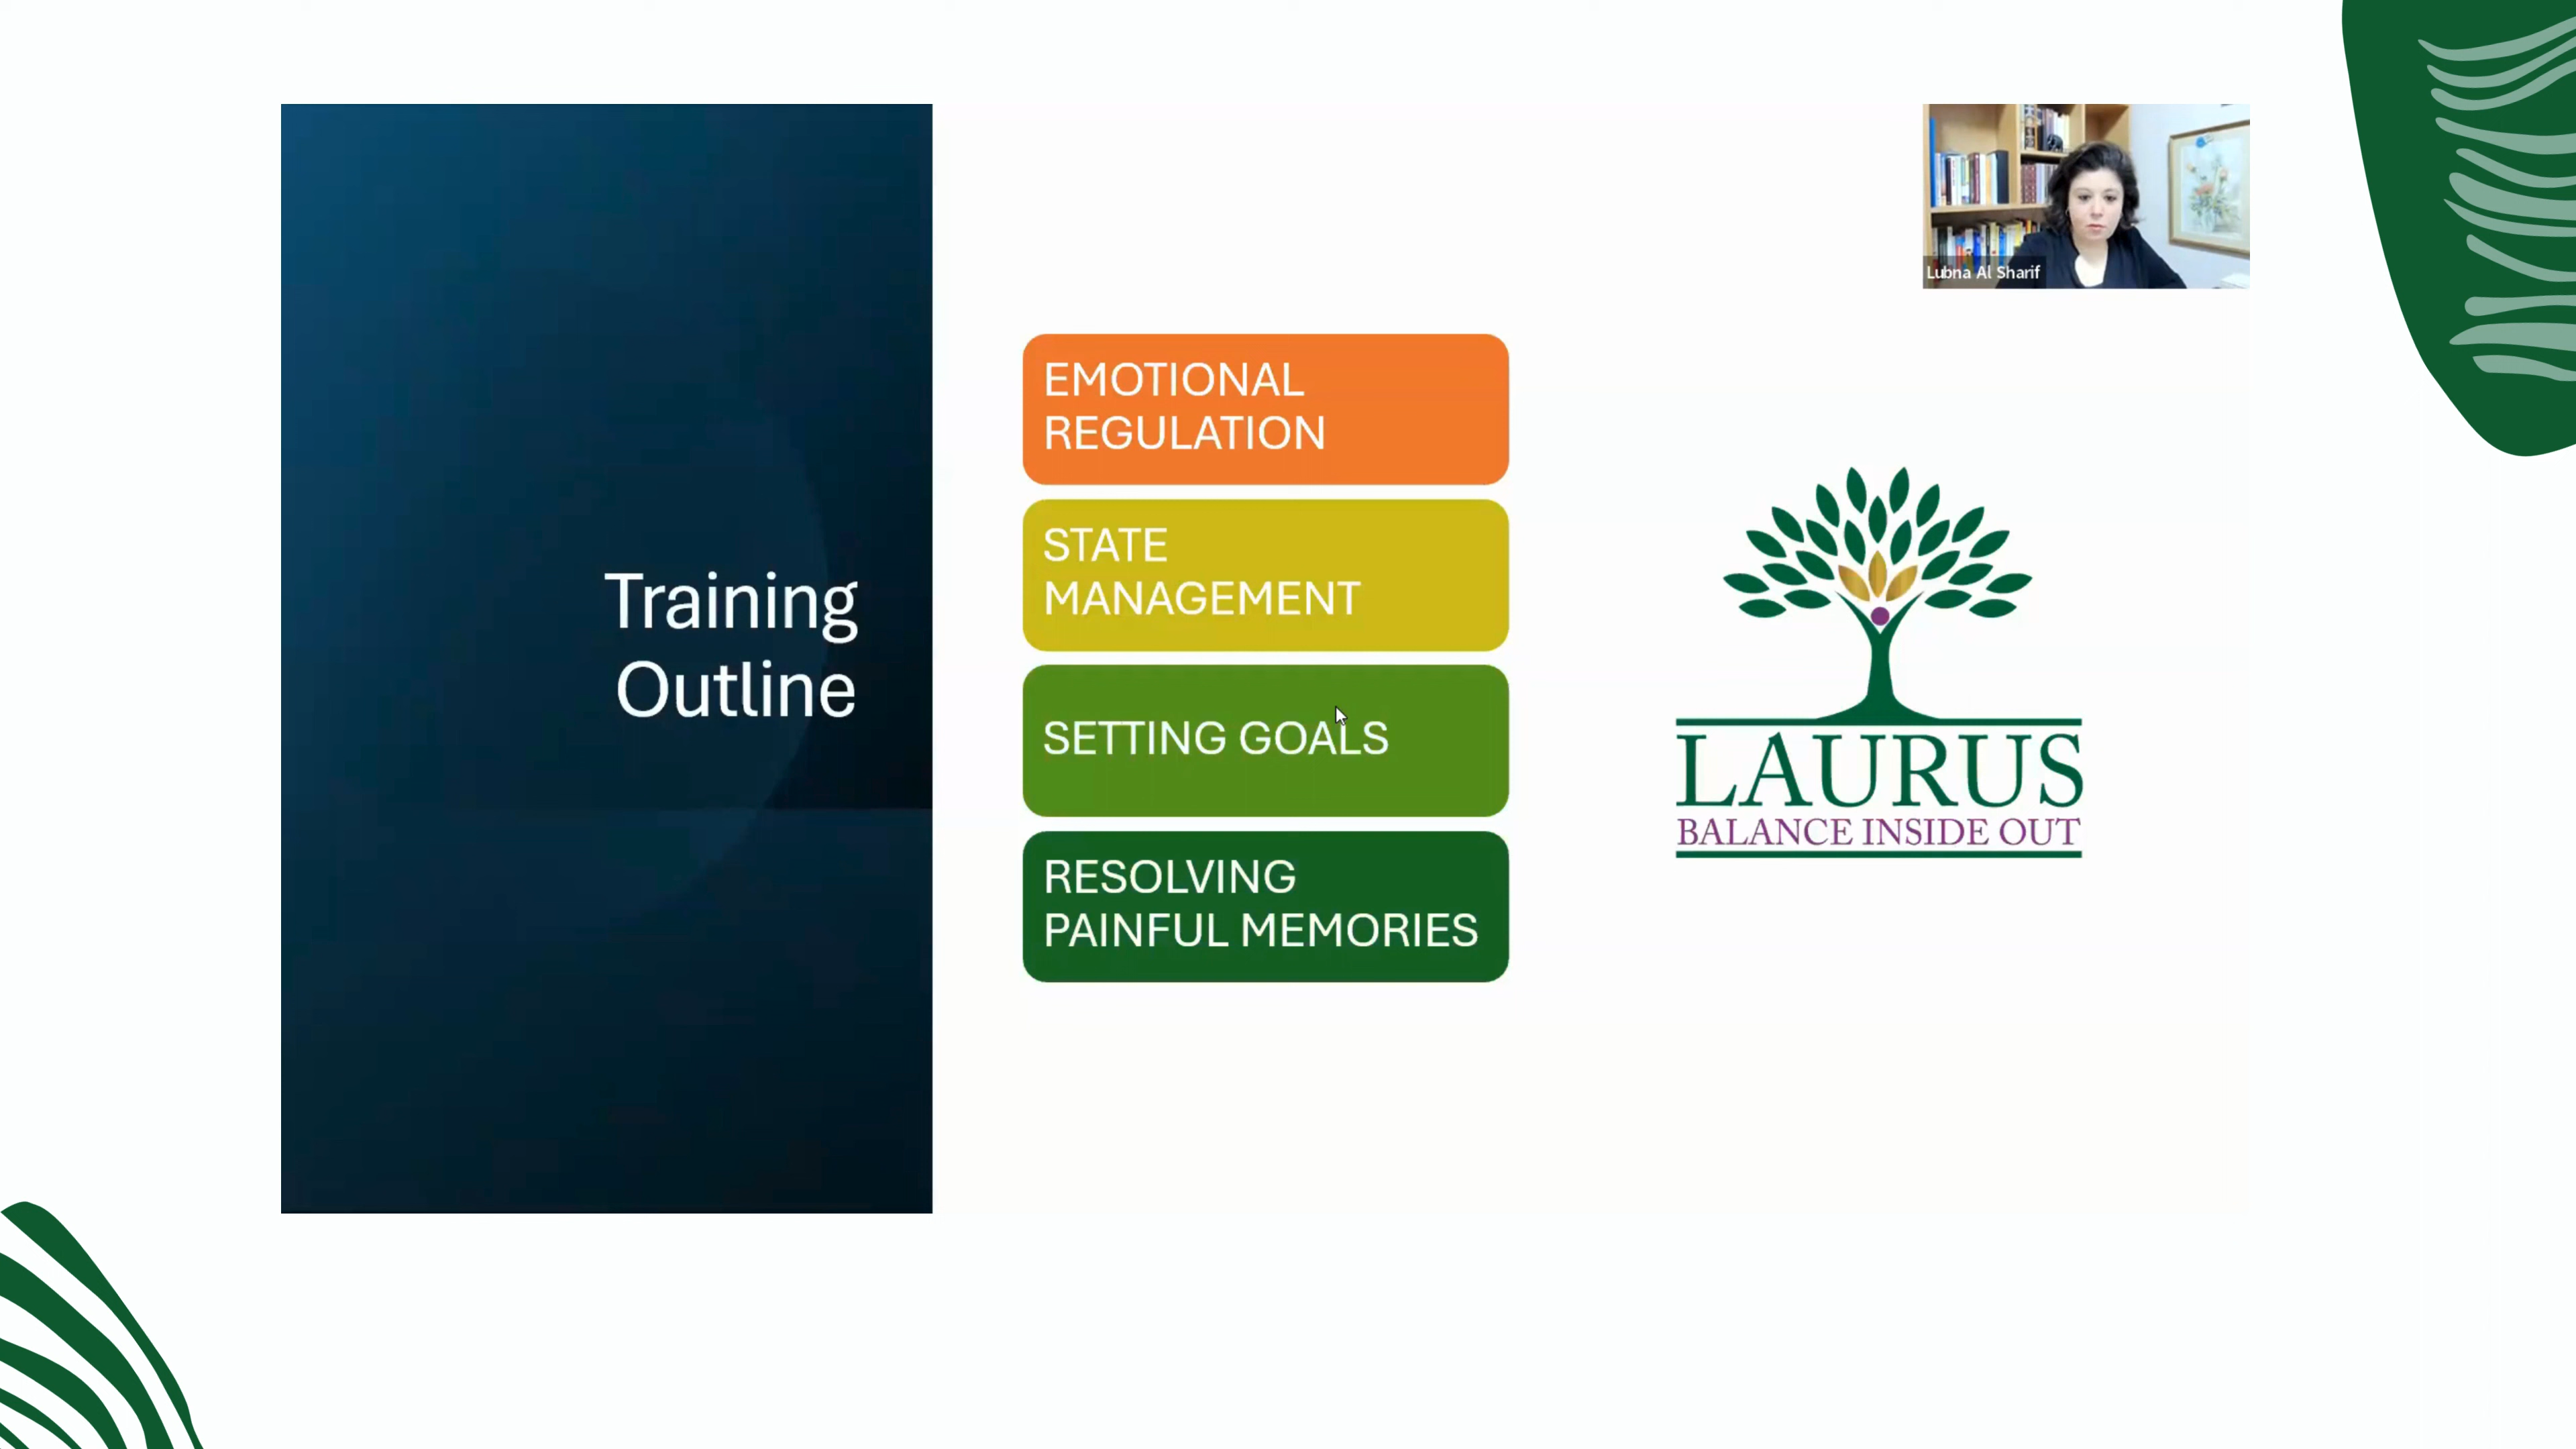 Training
Outline
Lubna Al Sharif
EMOTIONAL
REGULATION
STATE
MANAGEMENT
SETTING GOALS
RESOLVING
PAINFUL MEMORIES
LAURUS
BALANCE INSIDE OUT